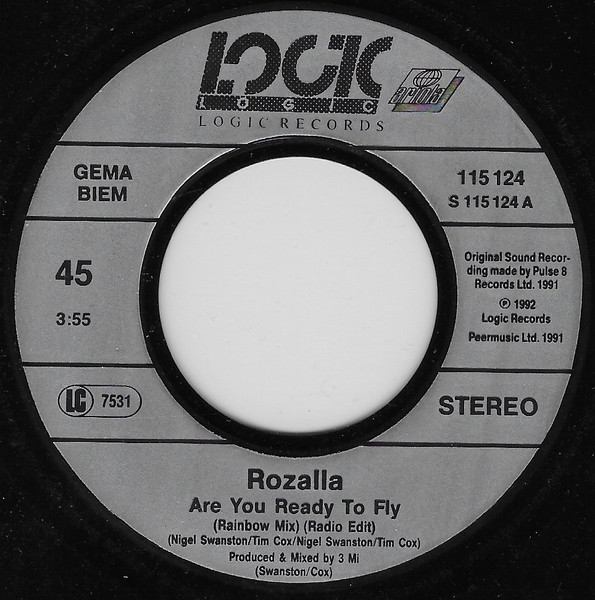 LOGIC
LOGIC
LOGIC RECORDS
ariola
GEMA
BIEM
115 124
S 115 124 A
45
3:55
Original Sound Recor-
ding made by Pulse 8
Records Ltd. 1991
℗ 1992
Logic Records
Peermusic Ltd. 1991
LC 7531
STEREO
Rozalla
Are You Ready To Fly
(Rainbow Mix) (Radio Edit)
(Nigel Swanston/Tim Cox/Nigel Swanston/Tim Cox)
Produced & Mixed by 3 Mi
(Swanston/Cox)